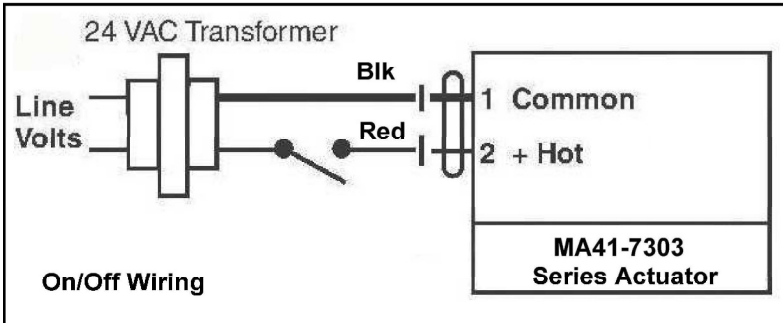 24 VAC Transformer
Line
Volts
Blk
Red
1 Common
2 + Hot
MA41-7303
Series Actuator
On/Off Wiring